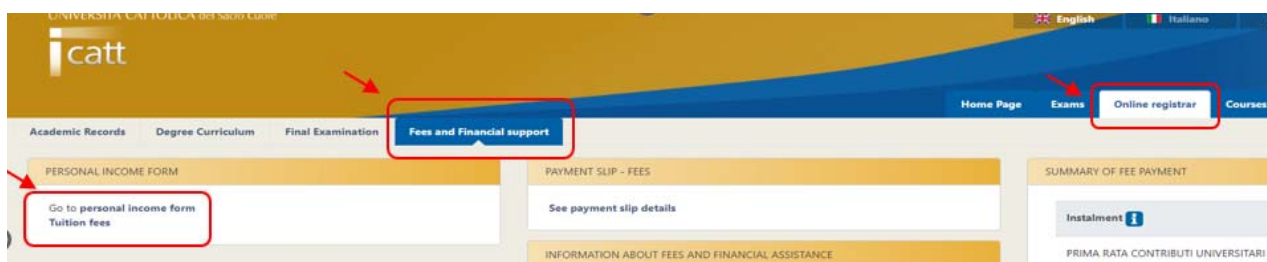 UNIVERSITÀ CATTOLICA del Sacro Cuore
English
Italiano
icatt
Home Page
Exams
Online registrar
Courses
Academic Records
Degree Curriculum
Final Examination
Fees and Financial support
PERSONAL INCOME FORM
Go to personal income form
Tuition fees
PAYMENT SLIP - FEES
See payment slip details
INFORMATION ABOUT FEES AND FINANCIAL ASSISTANCE
SUMMARY OF FEE PAYMENT
Instalment i
PRIMA RATA CONTRIBUTI UNIVERSITARI